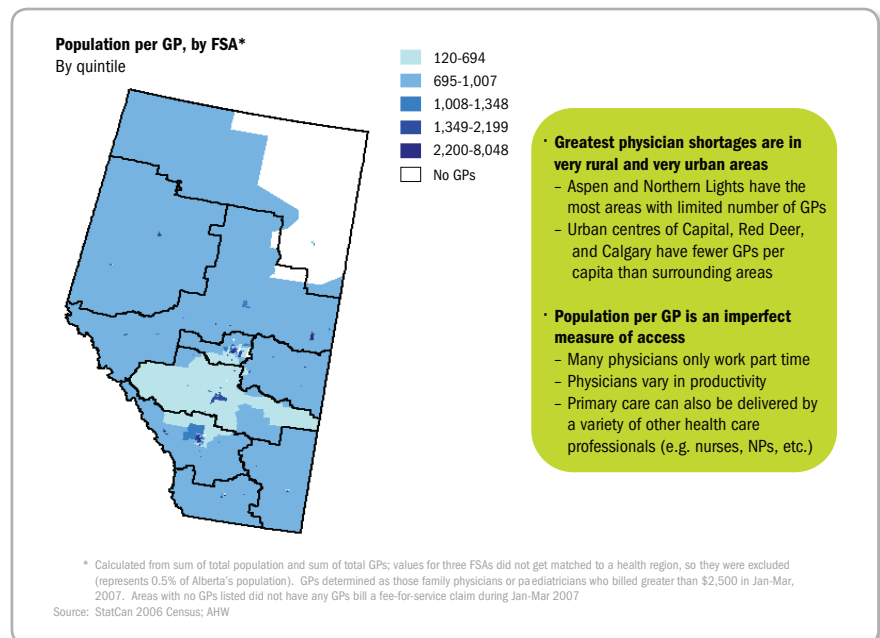 Population per GP, by FSA*
By quintile
120-694
695-1,007
1,008-1,348
1,349-2,199
2,200-8,048
No GPs
· Greatest physician shortages are in
very rural and very urban areas
– Aspen and Northern Lights have the
most areas with limited number of GPs
– Urban centres of Capital, Red Deer,
and Calgary have fewer GPs per
capita than surrounding areas
· Population per GP is an imperfect
measure of access
– Many physicians only work part time
– Physicians vary in productivity
– Primary care can also be delivered by
a variety of other health care
professionals (e.g. nurses, NPs, etc.)
* Calculated from sum of total population and sum of total GPs; values for three FSAs did not get matched to a health region, so they were excluded
(represents 0.5% of Alberta's population). GPs determined as those family physicians or paediatricians who billed greater than $2,500 in Jan-Mar,
2007. Areas with no GPs listed did not have any GPs bill a fee-for-service claim during Jan-Mar 2007
Source: StatCan 2006 Census; AHW